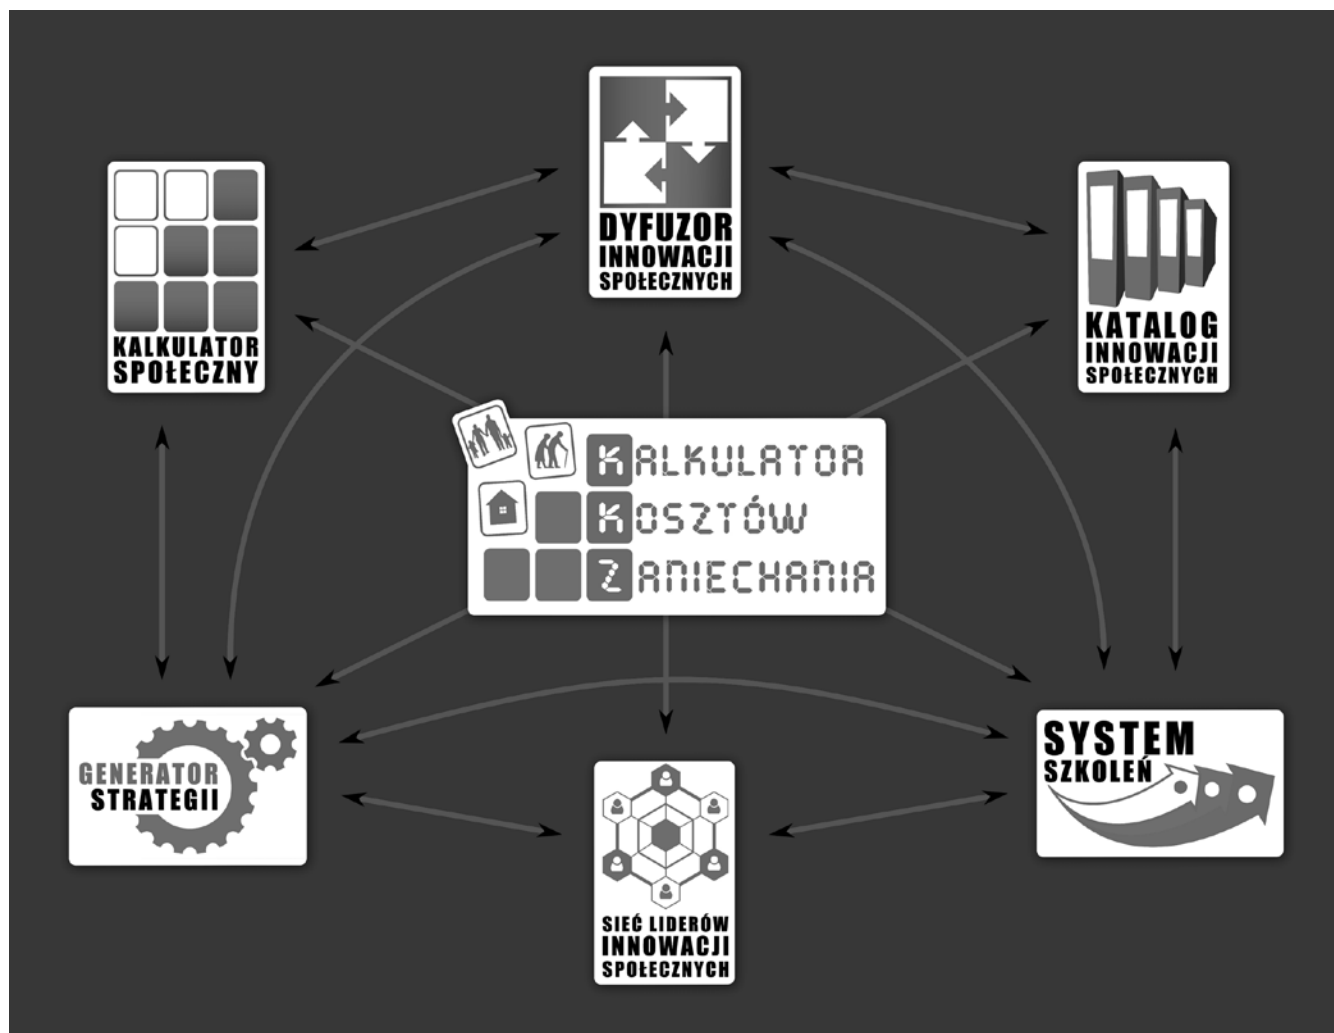 DYFUZOR
INNOWACJI
SPOŁECZNYCH
KALKULATOR
SPOŁECZNY
KATALOG
INNOWACJI
SPOŁECZNYCH
KALKULATOR
KOSZTÓW
ZANIECHANIA
GENERATOR
STRATEGII
SYSTEM
SZKOLEŃ
SIEĆ LIDERÓW
INNOWACJI
SPOŁECZNYCH